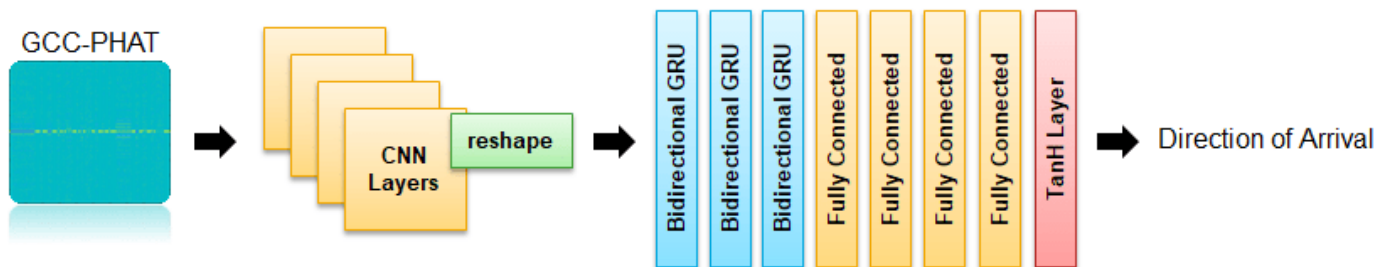 GCC-PHAT
CNN
Layers
reshape
Bidirectional GRU
Bidirectional GRU
Bidirectional GRU
Fully Connected
Fully Connected
Fully Connected
Fully Connected
TanH Layer
Direction of Arrival